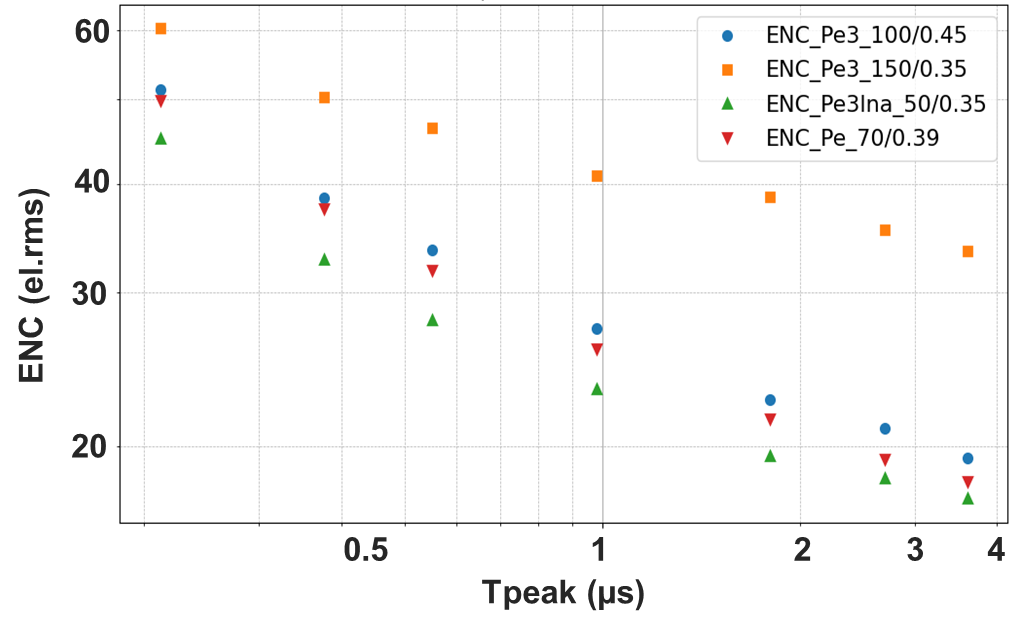 60
40
30
20
ENC (el.rms)
ENC_Pe3_100/0.45
ENC_Pe3_150/0.35
ENC_Pe3Ina_50/0.35
ENC_Pe_70/0.39
0.5
1
2
3
4
Tpeak (µs)